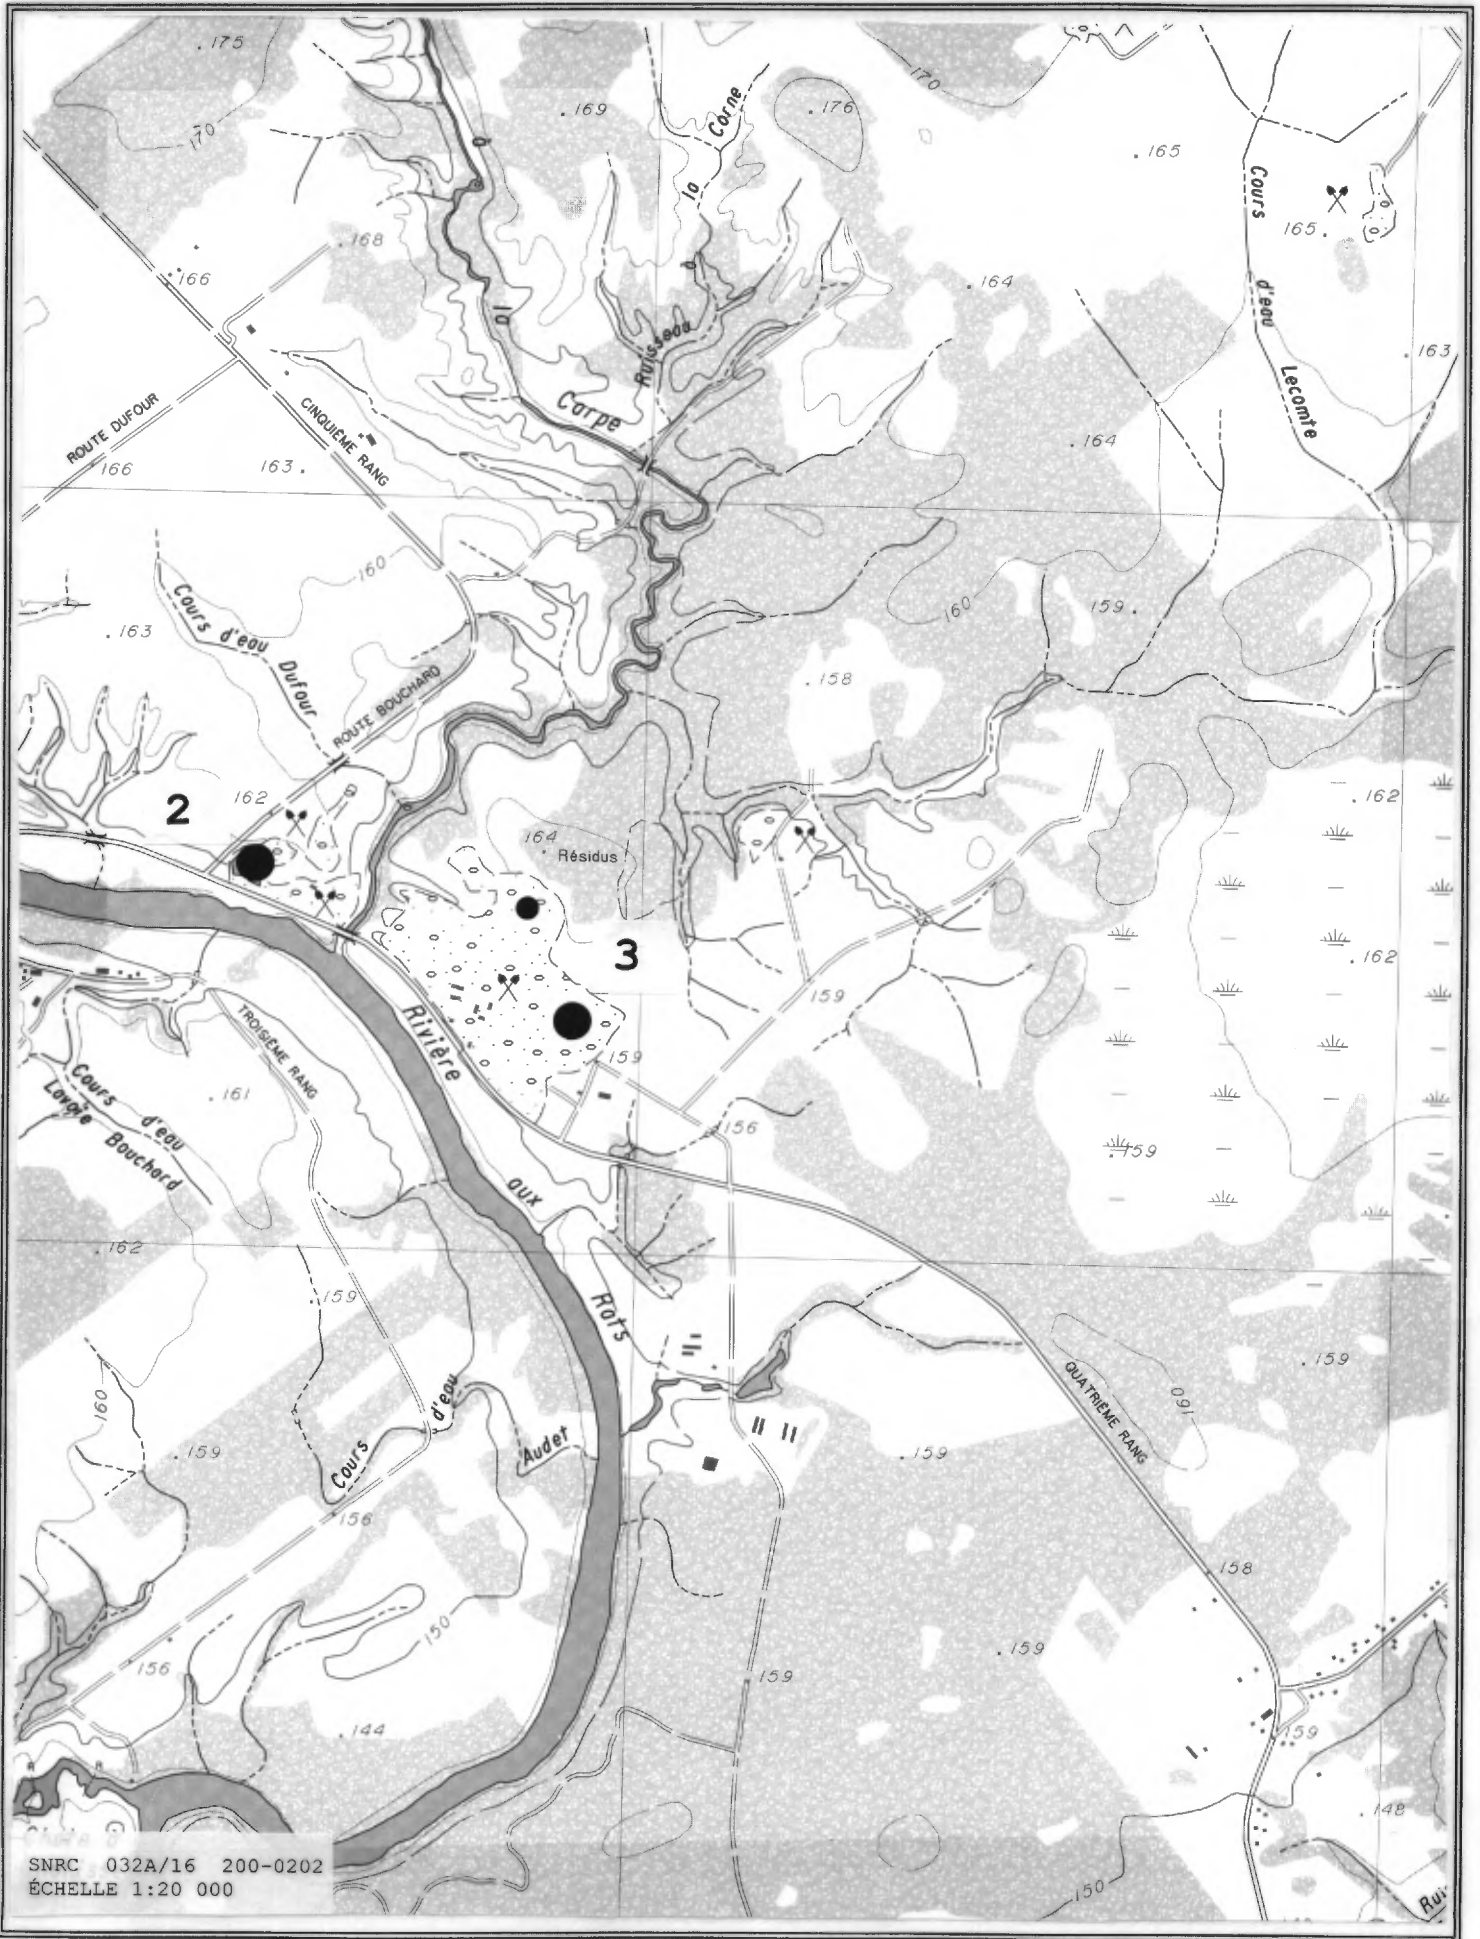 .175
170
.169
Corne
.176
170
.165
à
la
Cours
165.
.168
.166
.164
d'eau
à
la
Ruisseau
.163
Lecomte
ROUTE DUFOUR
CINQUIÈME RANG
Carpe
.166
163.
.164
160
160
159.
Cours d'eau Dufour
.163
ROUTE BOUCHARD
.158
2
162
.162
164
Résidus
3
.162
159
Rivière
TROISIÈME RANG
159
.161
Cours d'eau
Lavoie Bouchard
156
.159
aux
.162
.159
Rats
.159
QUATRIÈME RANG
160
160
d'eau
Cours
Audet
.159
.159
156
158
150
.159
156
.159
159
.144
.148
150
Rui
SNRC 032A/16 200-0202
ÉCHELLE 1:20 000